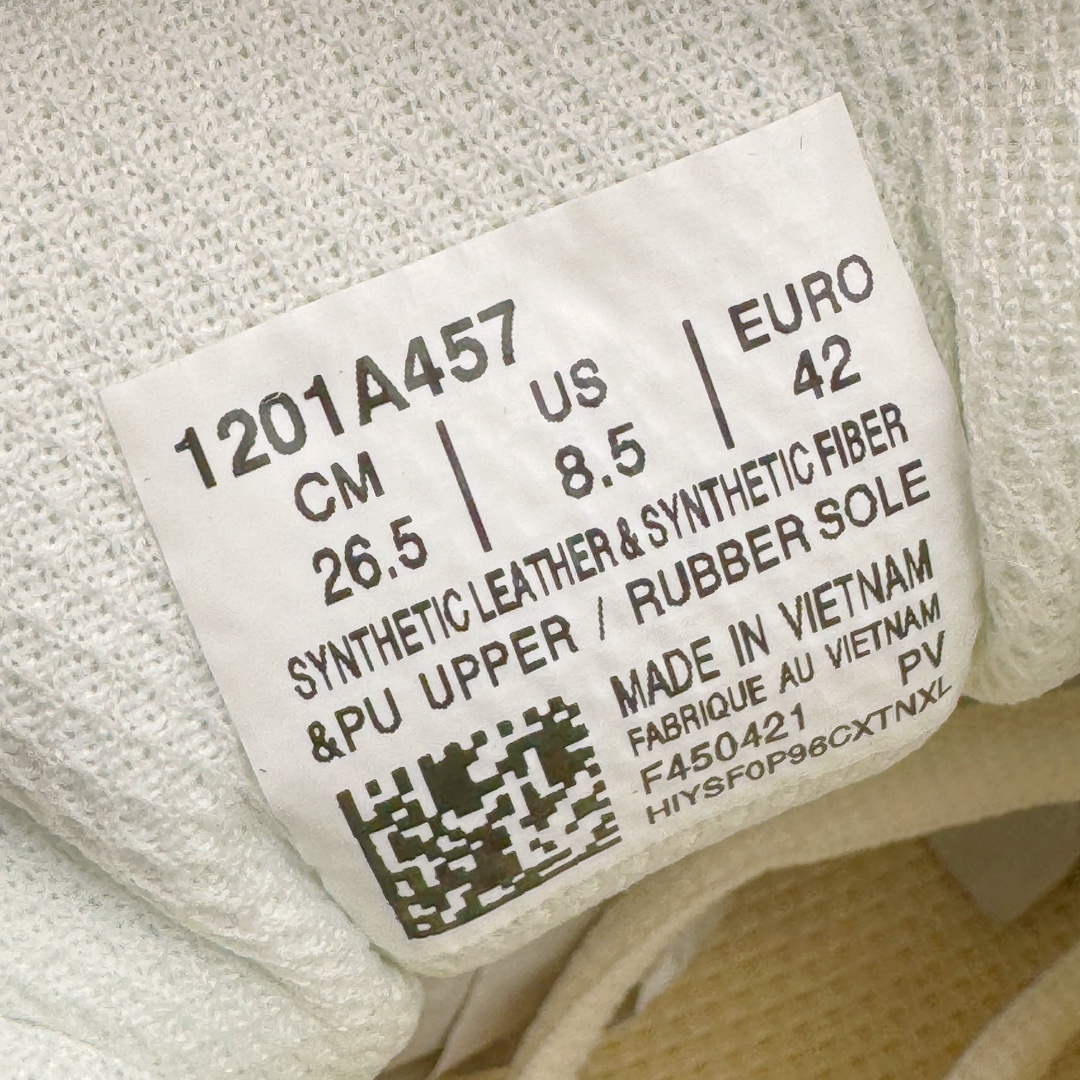 1201A457
CM | US | EURO
26.5 | 8.5 | 42
SYNTHETIC LEATHER & SYNTHETIC FIBER
&PU UPPER / RUBBER SOLE
MADE IN VIETNAM
FABRIQUE AU VIETNAM
PV
F450421
HIYSF0P96CXTNXL